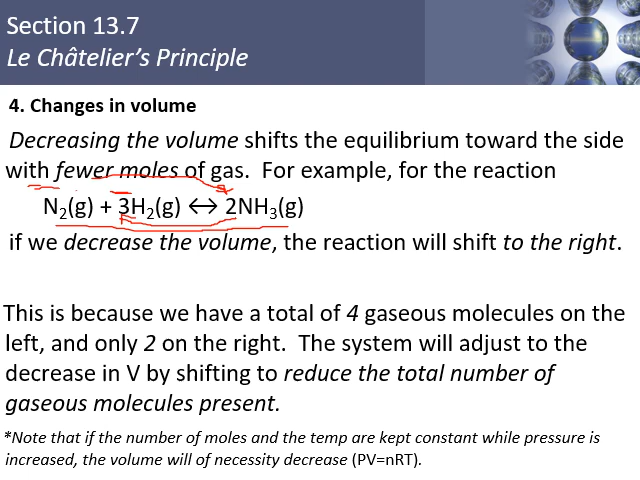 Section 13.7
Le Châtelier’s Principle
4. Changes in volume
Decreasing the volume shifts the equilibrium toward the side
with fewer moles of gas.  For example, for the reaction
N₂(g) + 3H₂(g) ↔ 2NH₃(g)
if we decrease the volume, the reaction will shift to the right.
This is because we have a total of 4 gaseous molecules on the
left, and only 2 on the right.  The system will adjust to the
decrease in V by shifting to reduce the total number of
gaseous molecules present.
*Note that if the number of moles and the temp are kept constant while pressure is
increased, the volume will of necessity decrease (PV=nRT).